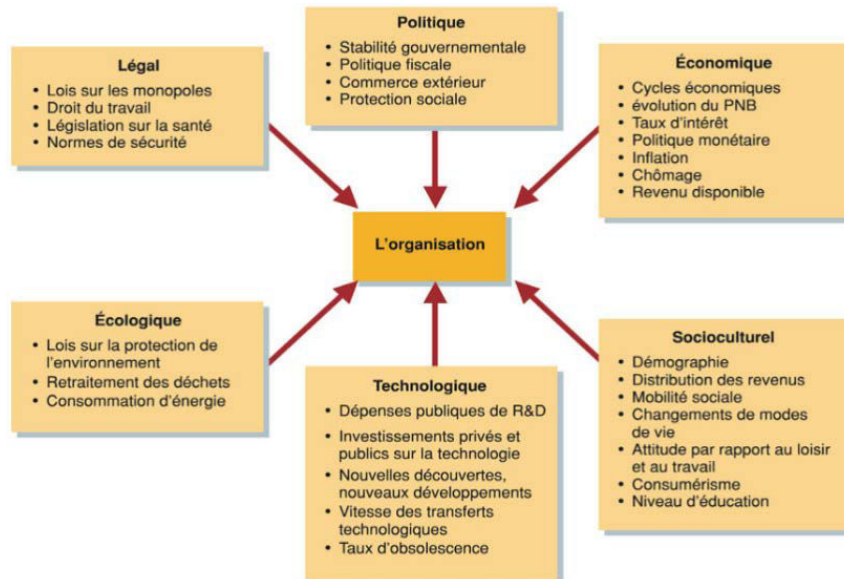 Politique
• Stabilité gouvernementale
• Politique fiscale
• Commerce extérieur
• Protection sociale
Légal
• Lois sur les monopoles
• Droit du travail
• Législation sur la santé
• Normes de sécurité
Économique
• Cycles économiques
• évolution du PNB
• Taux d'intérêt
• Politique monétaire
• Inflation
• Chômage
• Revenu disponible
L'organisation
Écologique
• Lois sur la protection de
l'environnement
• Retraitement des déchets
• Consommation d'énergie
Technologique
• Dépenses publiques de R&D
• Investissements privés et
publics sur la technologie
• Nouvelles découvertes,
nouveaux développements
• Vitesse des transferts
technologiques
• Taux d'obsolescence
Socioculturel
• Démographie
• Distribution des revenus
• Mobilité sociale
• Changements de modes
de vie
• Attitude par rapport au loisir
et au travail
• Consumérisme
• Niveau d'éducation